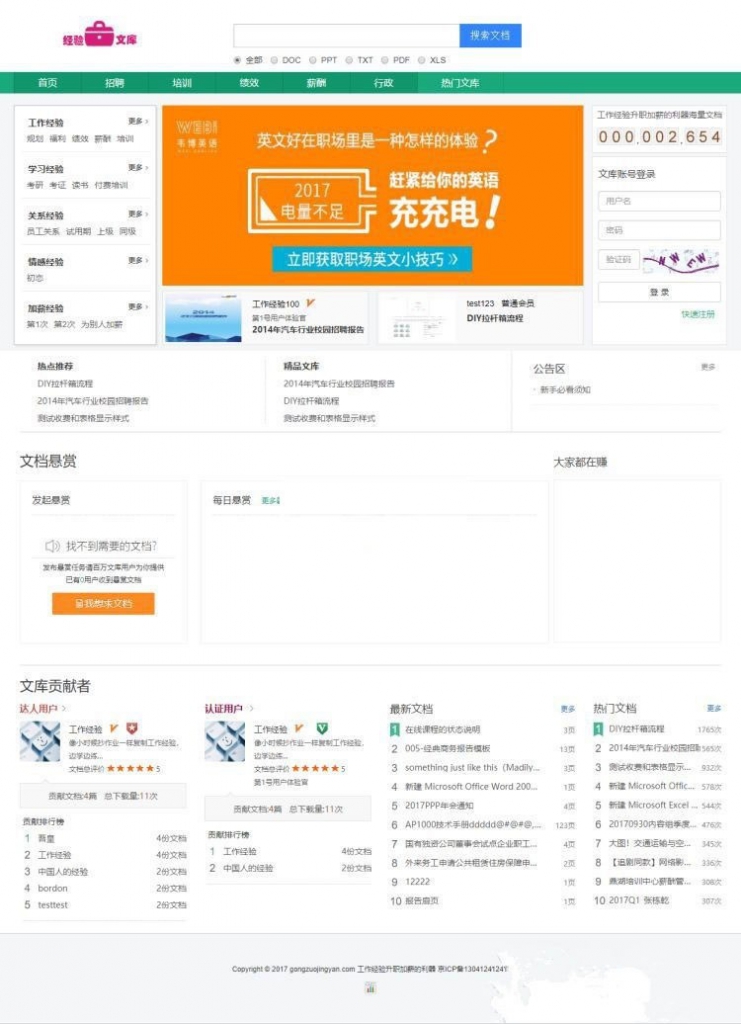 经验 文库
搜索文档
全部 DOC PPT TXT PDF XLS
首页 招聘 培训 绩效 薪酬 行政 热门文库
工作经验 更多 ›
规划 福利 绩效 薪酬 培训
学习经验 更多 ›
考研 考证 读书 付费培训
关系经验 更多 ›
员工关系 试用期 上级 同级
情感经验 更多 ›
初恋
加薪经验 更多 ›
第1次 第2次 为别人加薪
WEBI
韦博英语
英文好在职场里是一种怎样的体验?
2017
电量不足
赶紧给你的英语
充充电!
立即获取职场英文小技巧 》
工作经验100
第1号用户体验官
2014年汽车行业校园招聘报告
test123 普通会员
DIY拉杆箱流程
工作经验升职加薪的利器海量文档
000,002,654
文库账号登录
用户名
密码
验证码
登 录
快速注册
热点推荐
DIY拉杆箱流程
2014年汽车行业校园招聘报告
测试收费和表格显示样式
精品文库
2014年汽车行业校园招聘报告
DIY拉杆箱流程
测试收费和表格显示样式
公告区 更多
· 新手必看须知
文档悬赏
发起悬赏
找不到需要的文档?
发布悬赏任务请百万文库用户为你提供
已有0用户收到悬赏文档
每日悬赏 更多
大家都在赚
文库贡献者
达人用户 >
工作经验
像小时候抄作业一样复制工作经验,
边学边练...
文档总评价 ★★★★★ 5
贡献文档:4篇 总下载量:11次
贡献排行榜
1 吾皇 4份文档
2 工作经验 4份文档
3 中国人的经验 2份文档
4 bordon 2份文档
5 testtest 2份文档
认证用户 >
工作经验
像小时候抄作业一样复制工作经验,
边学边练...
文档总评价 ★★★★★ 5
第1号用户体验官
贡献文档:4篇 总下载量:11次
贡献排行榜
1 工作经验 4份文档
2 中国人的经验 2份文档
最新文档 更多
1 在线课程的状态说明 3页
2 005-经典商务报告模板 13页
3 something just like this (Madily... 3页
4 新建 Microsoft Office Word 200... 1页
5 2017PPP年会通知 4页
6 AP1000技术手册ddddd@#@#@,... 123页
7 国有独资公司董事会试点企业职工... 4页
8 外来务工申请公共租赁住房保障申... 2页
9 12222 1页
10 报告扉页 1页
热门文档 更多
1 DIY拉杆箱流程 1765次
2 2014年汽车行业校园招聘 1565次
3 测试收费和表格显示... 932次
4 新建 Microsoft Offic... 578次
5 新建 Microsoft Excel ... 544次
6 20170930内容组季度... 476次
7 大图!交通运输与空... 345次
8 【追剧同款】网络影... 336次
9 鼎湖培训中心薪酬管... 308次
10 2017Q1 张栋乾 307次
Copyright © 2017 gongzuojingyan.com 工作经验升职加薪的利器 京ICP备13041241241